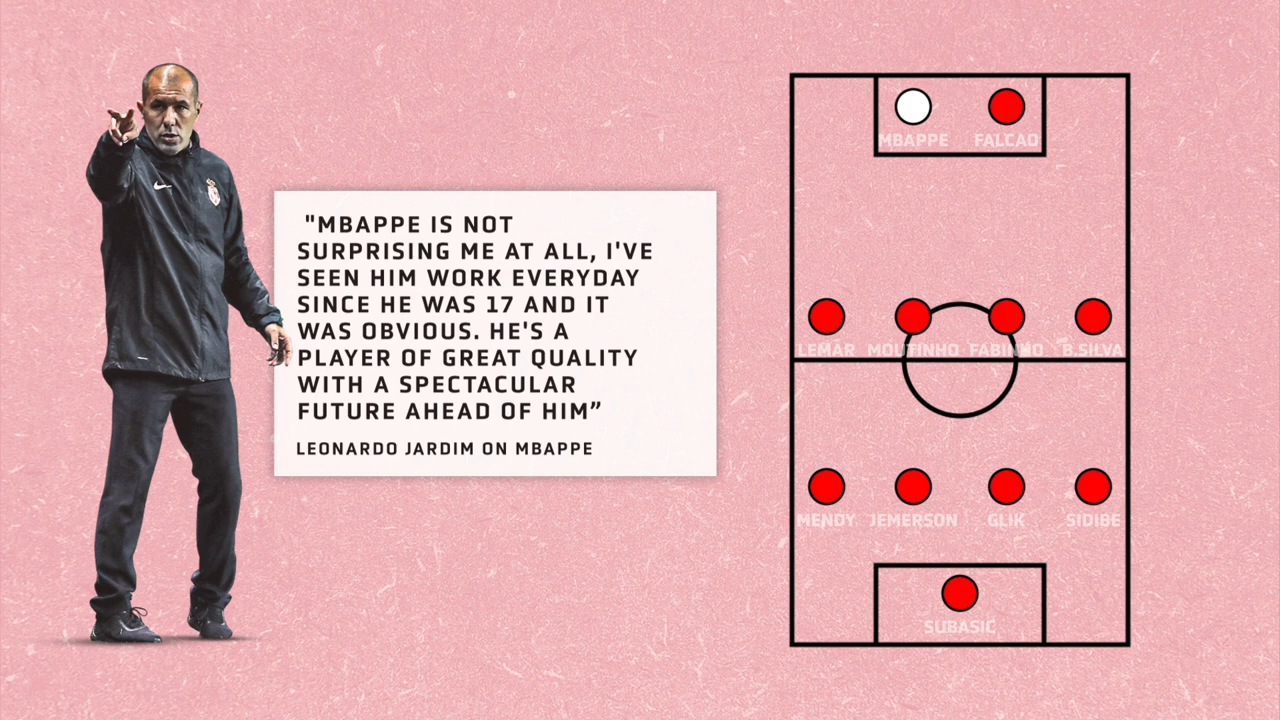 "MBAPPE IS NOT
SURPRISING ME AT ALL, I'VE
SEEN HIM WORK EVERYDAY
SINCE HE WAS 17 AND IT
WAS OBVIOUS. HE'S A
PLAYER OF GREAT QUALITY
WITH A SPECTACULAR
FUTURE AHEAD OF HIM”
LEONARDO JARDIM ON MBAPPE
MBAPPE FALCAO
LEMAR MOUTINHO FABINHO B.SILVA
MENDY JEMERSON GLIK SIDIBE
SUBASIC